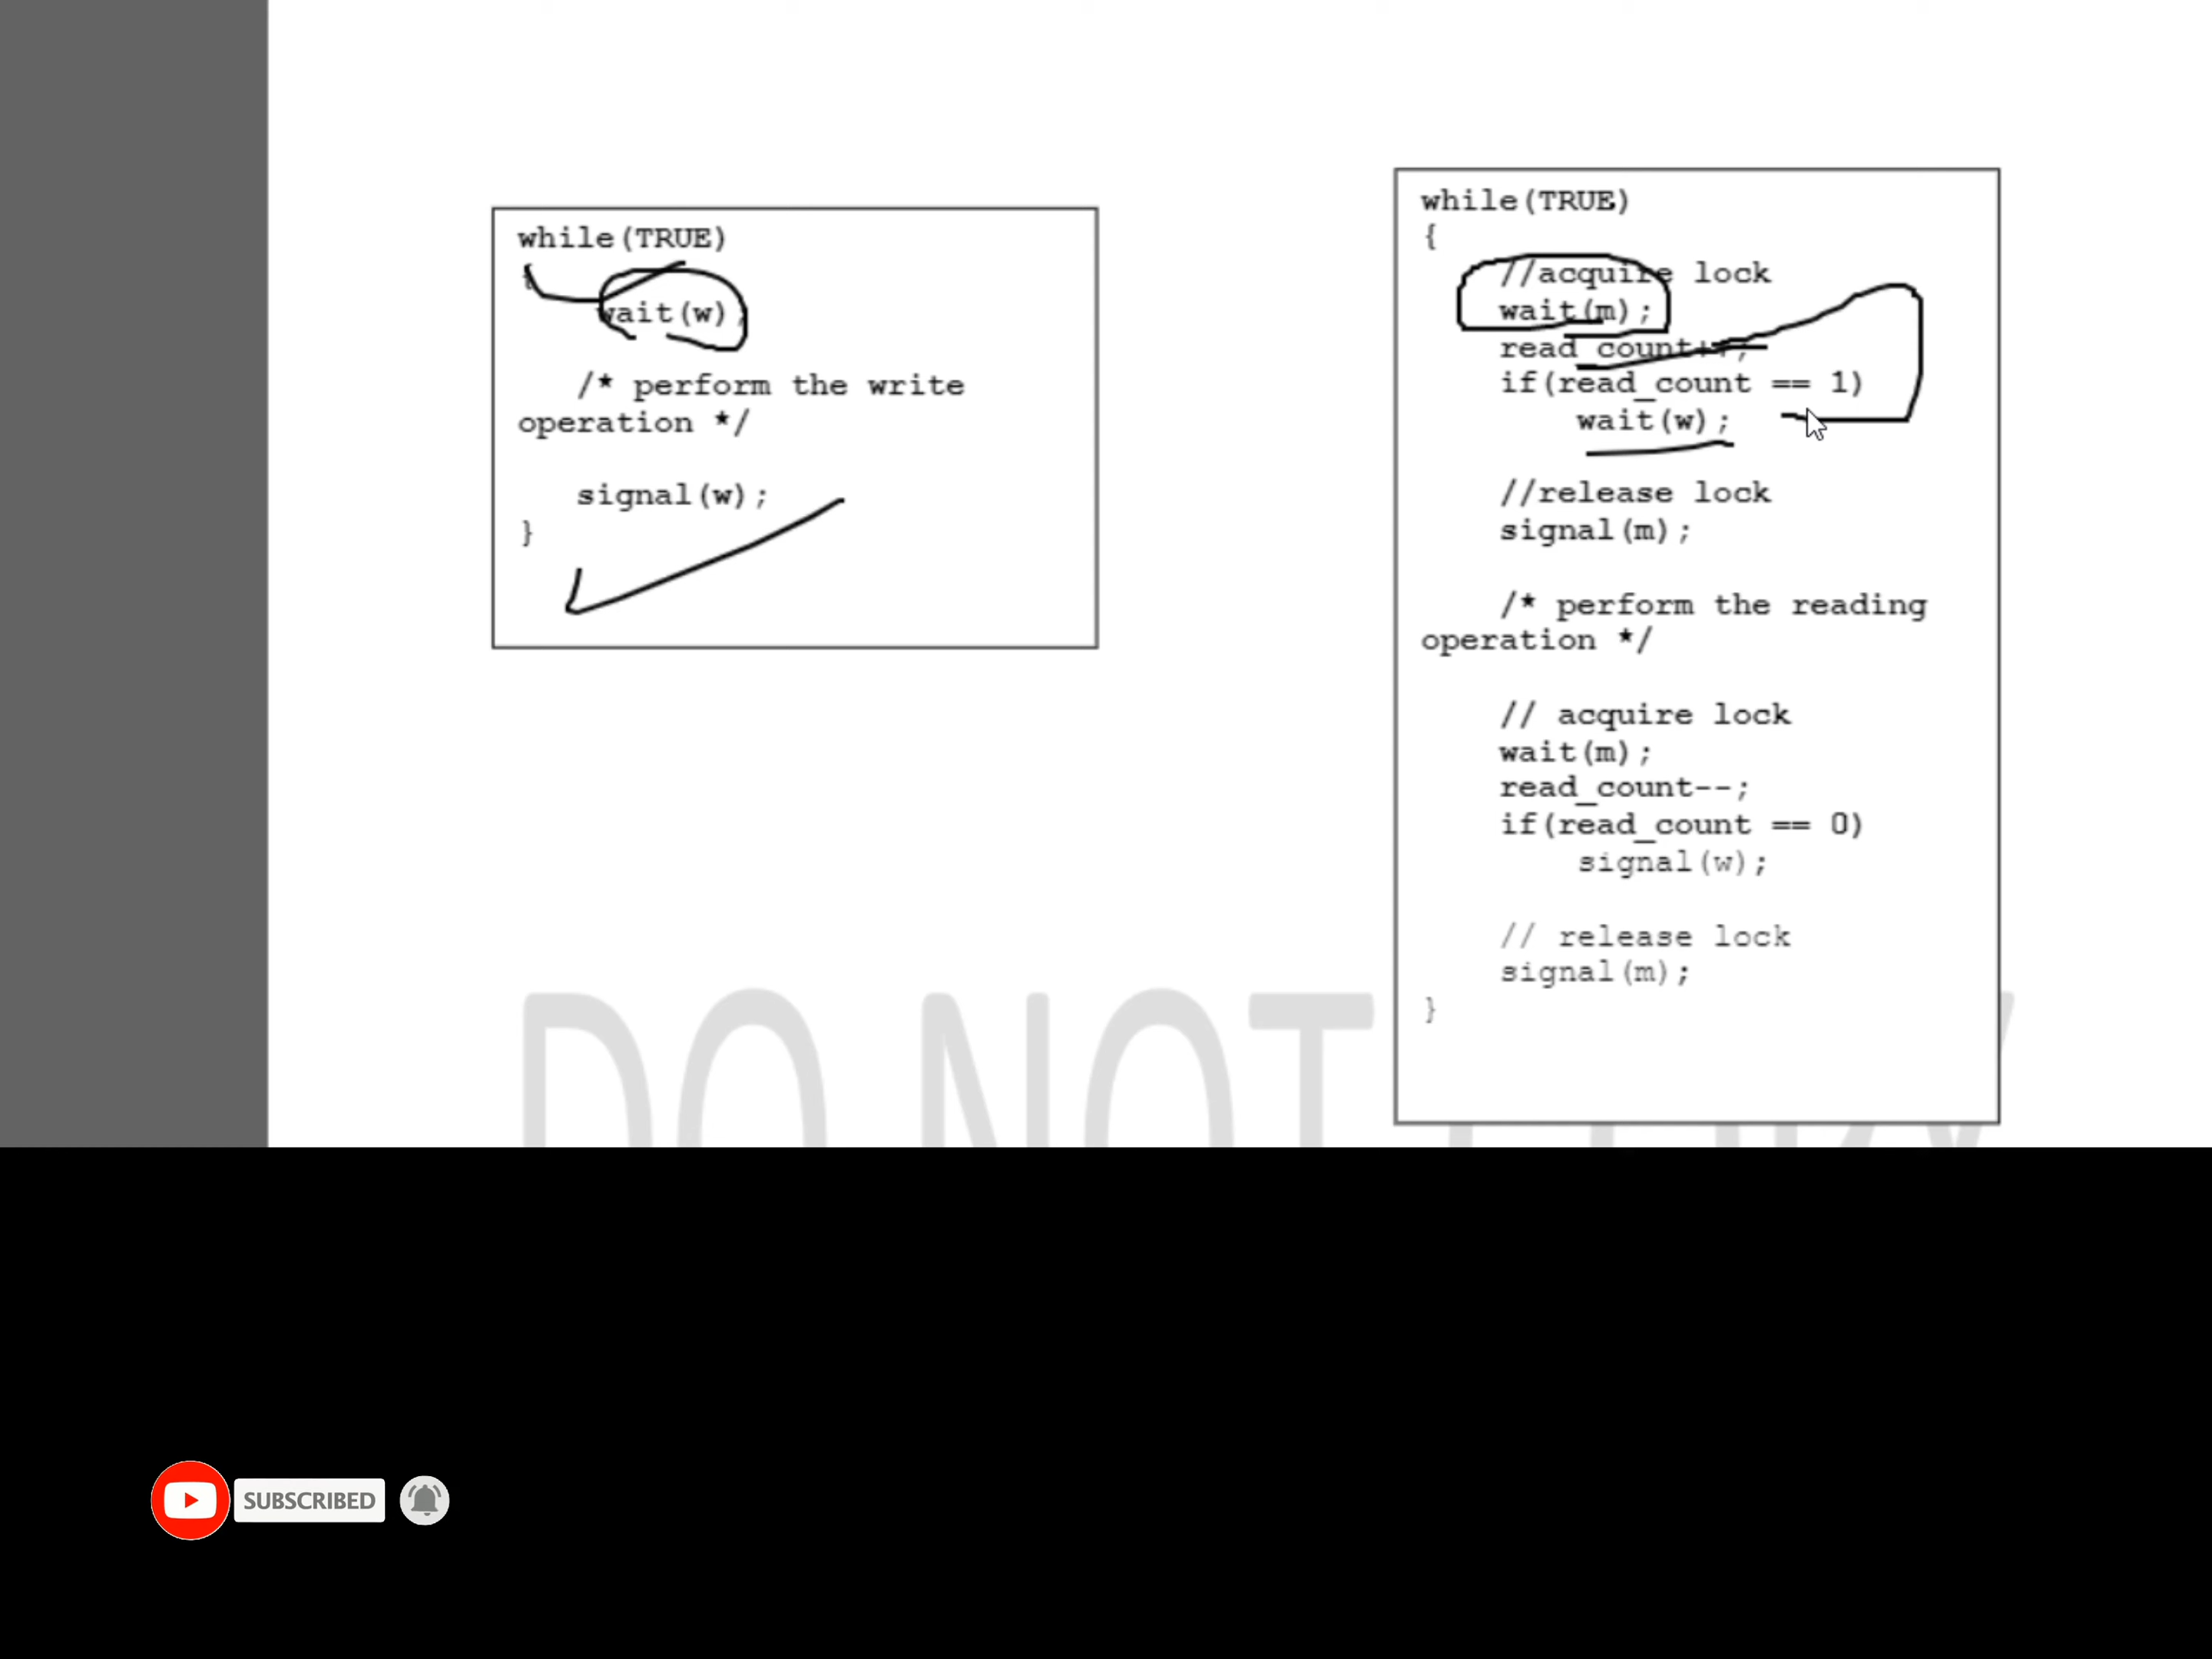 while(TRUE)
{
wait(w);
/* perform the write
operation */
signal(w);
}
while(TRUE)
{
//acquire lock
wait(m);
read_count++;
if(read_count == 1)
wait(w);
//release lock
signal(m);
/* perform the reading
operation */
// acquire lock
wait(m);
read_count--;
if(read_count == 0)
signal(w);
// release lock
signal(m);
}
DO NOT COPY
SUBSCRIBED